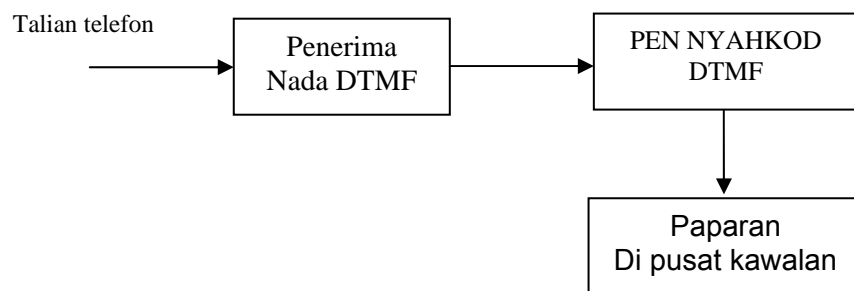 Talian telefon
Penerima
Nada DTMF
PEN NYAHKOD
DTMF
Paparan
Di pusat kawalan